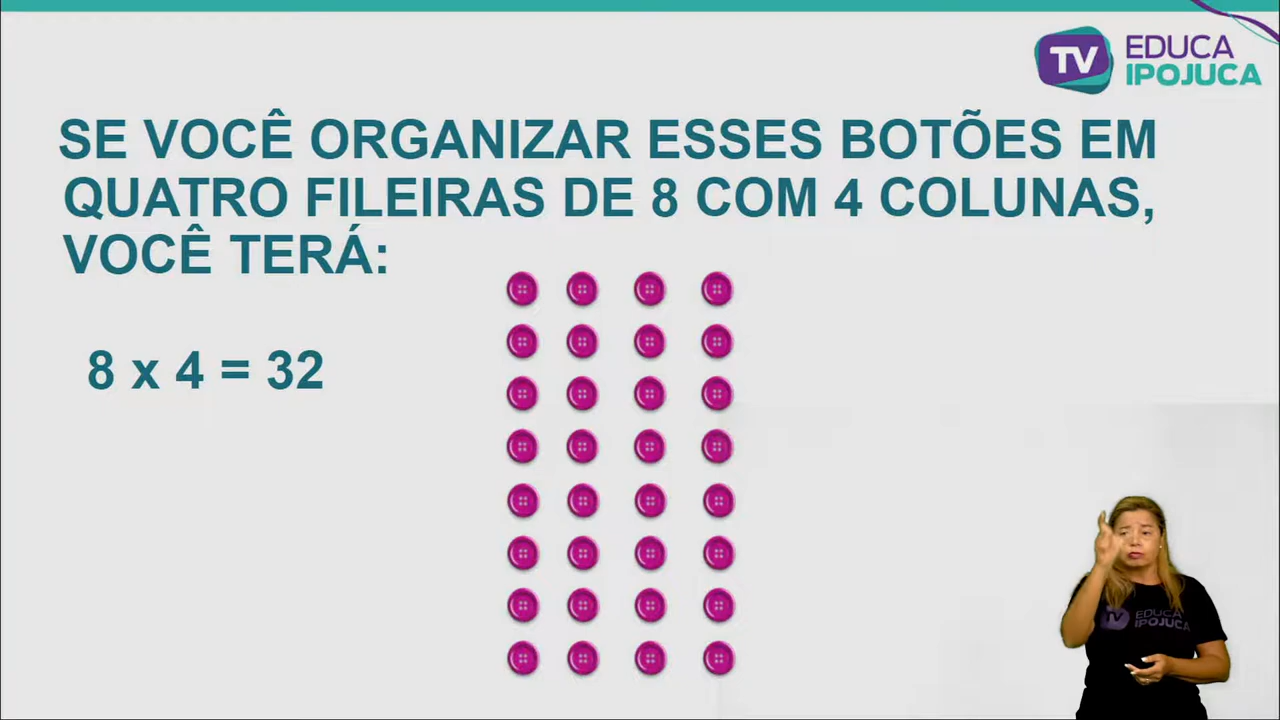 TV EDUCA
IPOJUCA
SE VOCÊ ORGANIZAR ESSES BOTÕES EM
QUATRO FILEIRAS DE 8 COM 4 COLUNAS,
VOCÊ TERÁ:
8 x 4 = 32
TV EDUCA
IPOJUCA